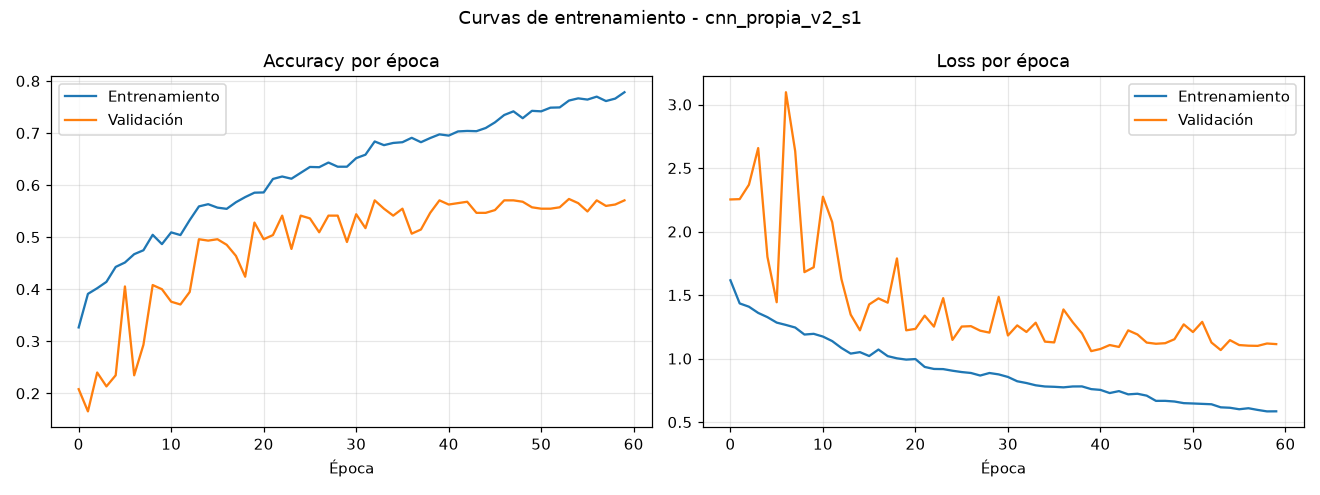 Curvas de entrenamiento - cnn_propia_v2_s1
Accuracy por época
Entrenamiento
Validación
0.8
0.7
0.6
0.5
0.4
0.3
0.2
0 10 20 30 40 50 60
Época
Loss por época
Entrenamiento
Validación
3.0
2.5
2.0
1.5
1.0
0.5
0 10 20 30 40 50 60
Época